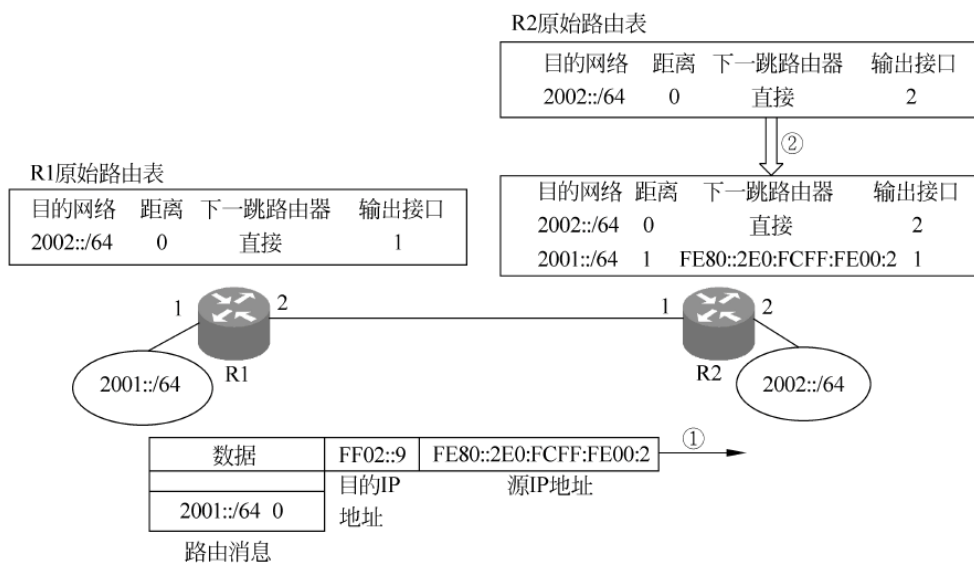 R2原始路由表
目的网络 距离 下一跳路由器 输出接口
2002::/64 0 直接 2
②
R1原始路由表
目的网络 距离 下一跳路由器 输出接口
2002::/64 0 直接 1
目的网络 距离 下一跳路由器 输出接口
2002::/64 0 直接 2
2001::/64 1 FE80::2E0:FCFF:FE00:2 1
1 2 1 2
R1 R2
2001::/64 2002::/64
数据 FF02::9 FE80::2E0:FCFF:FE00:2 ①
目的IP 源IP地址
地址
2001::/64 0
路由消息